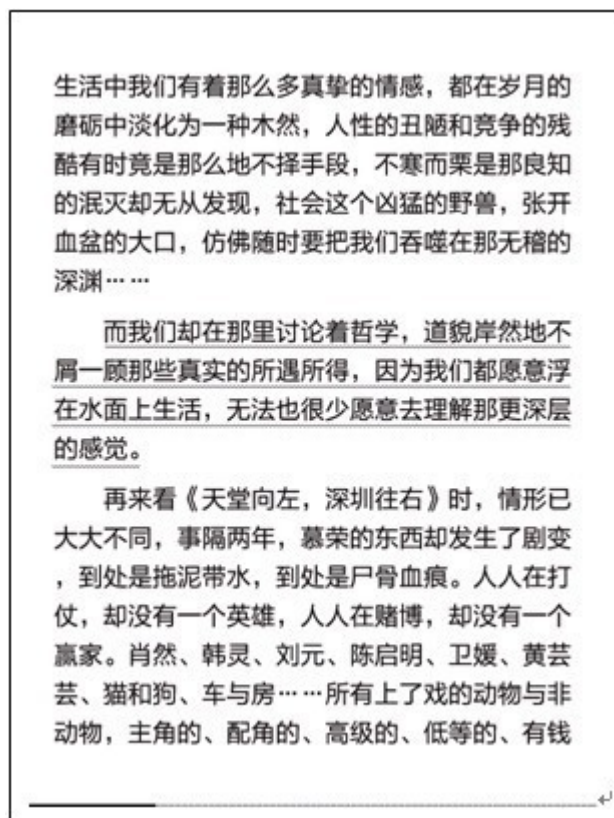 生活中我们有着那么多真挚的情感，都在岁月的
磨砺中淡化为一种木然，人性的丑陋和竞争的残
酷有时竟是那么地不择手段，不寒而栗是那良知
的泯灭却无从发现，社会这个凶猛的野兽，张开
血盆的大口，仿佛随时要把我们吞噬在那无稽的
深渊……
而我们却在那里讨论着哲学，道貌岸然地不
屑一顾那些真实的所遇所得，因为我们都愿意浮
在水面上生活，无法也很少愿意去理解那更深层
的感觉。
再来看《天堂向左，深圳往右》时，情形已
大大不同，事隔两年，慕荣的东西却发生了剧变
，到处是拖泥带水，到处是尸骨血痕。人人在打
仗，却没有一个英雄，人人在赌博，却没有一个
赢家。肖然、韩灵、刘元、陈启明、卫媛、黄芸
芸、猫和狗、车与房……所有上了戏的动物与非
动物，主角的、配角的、高级的、低等的、有钱